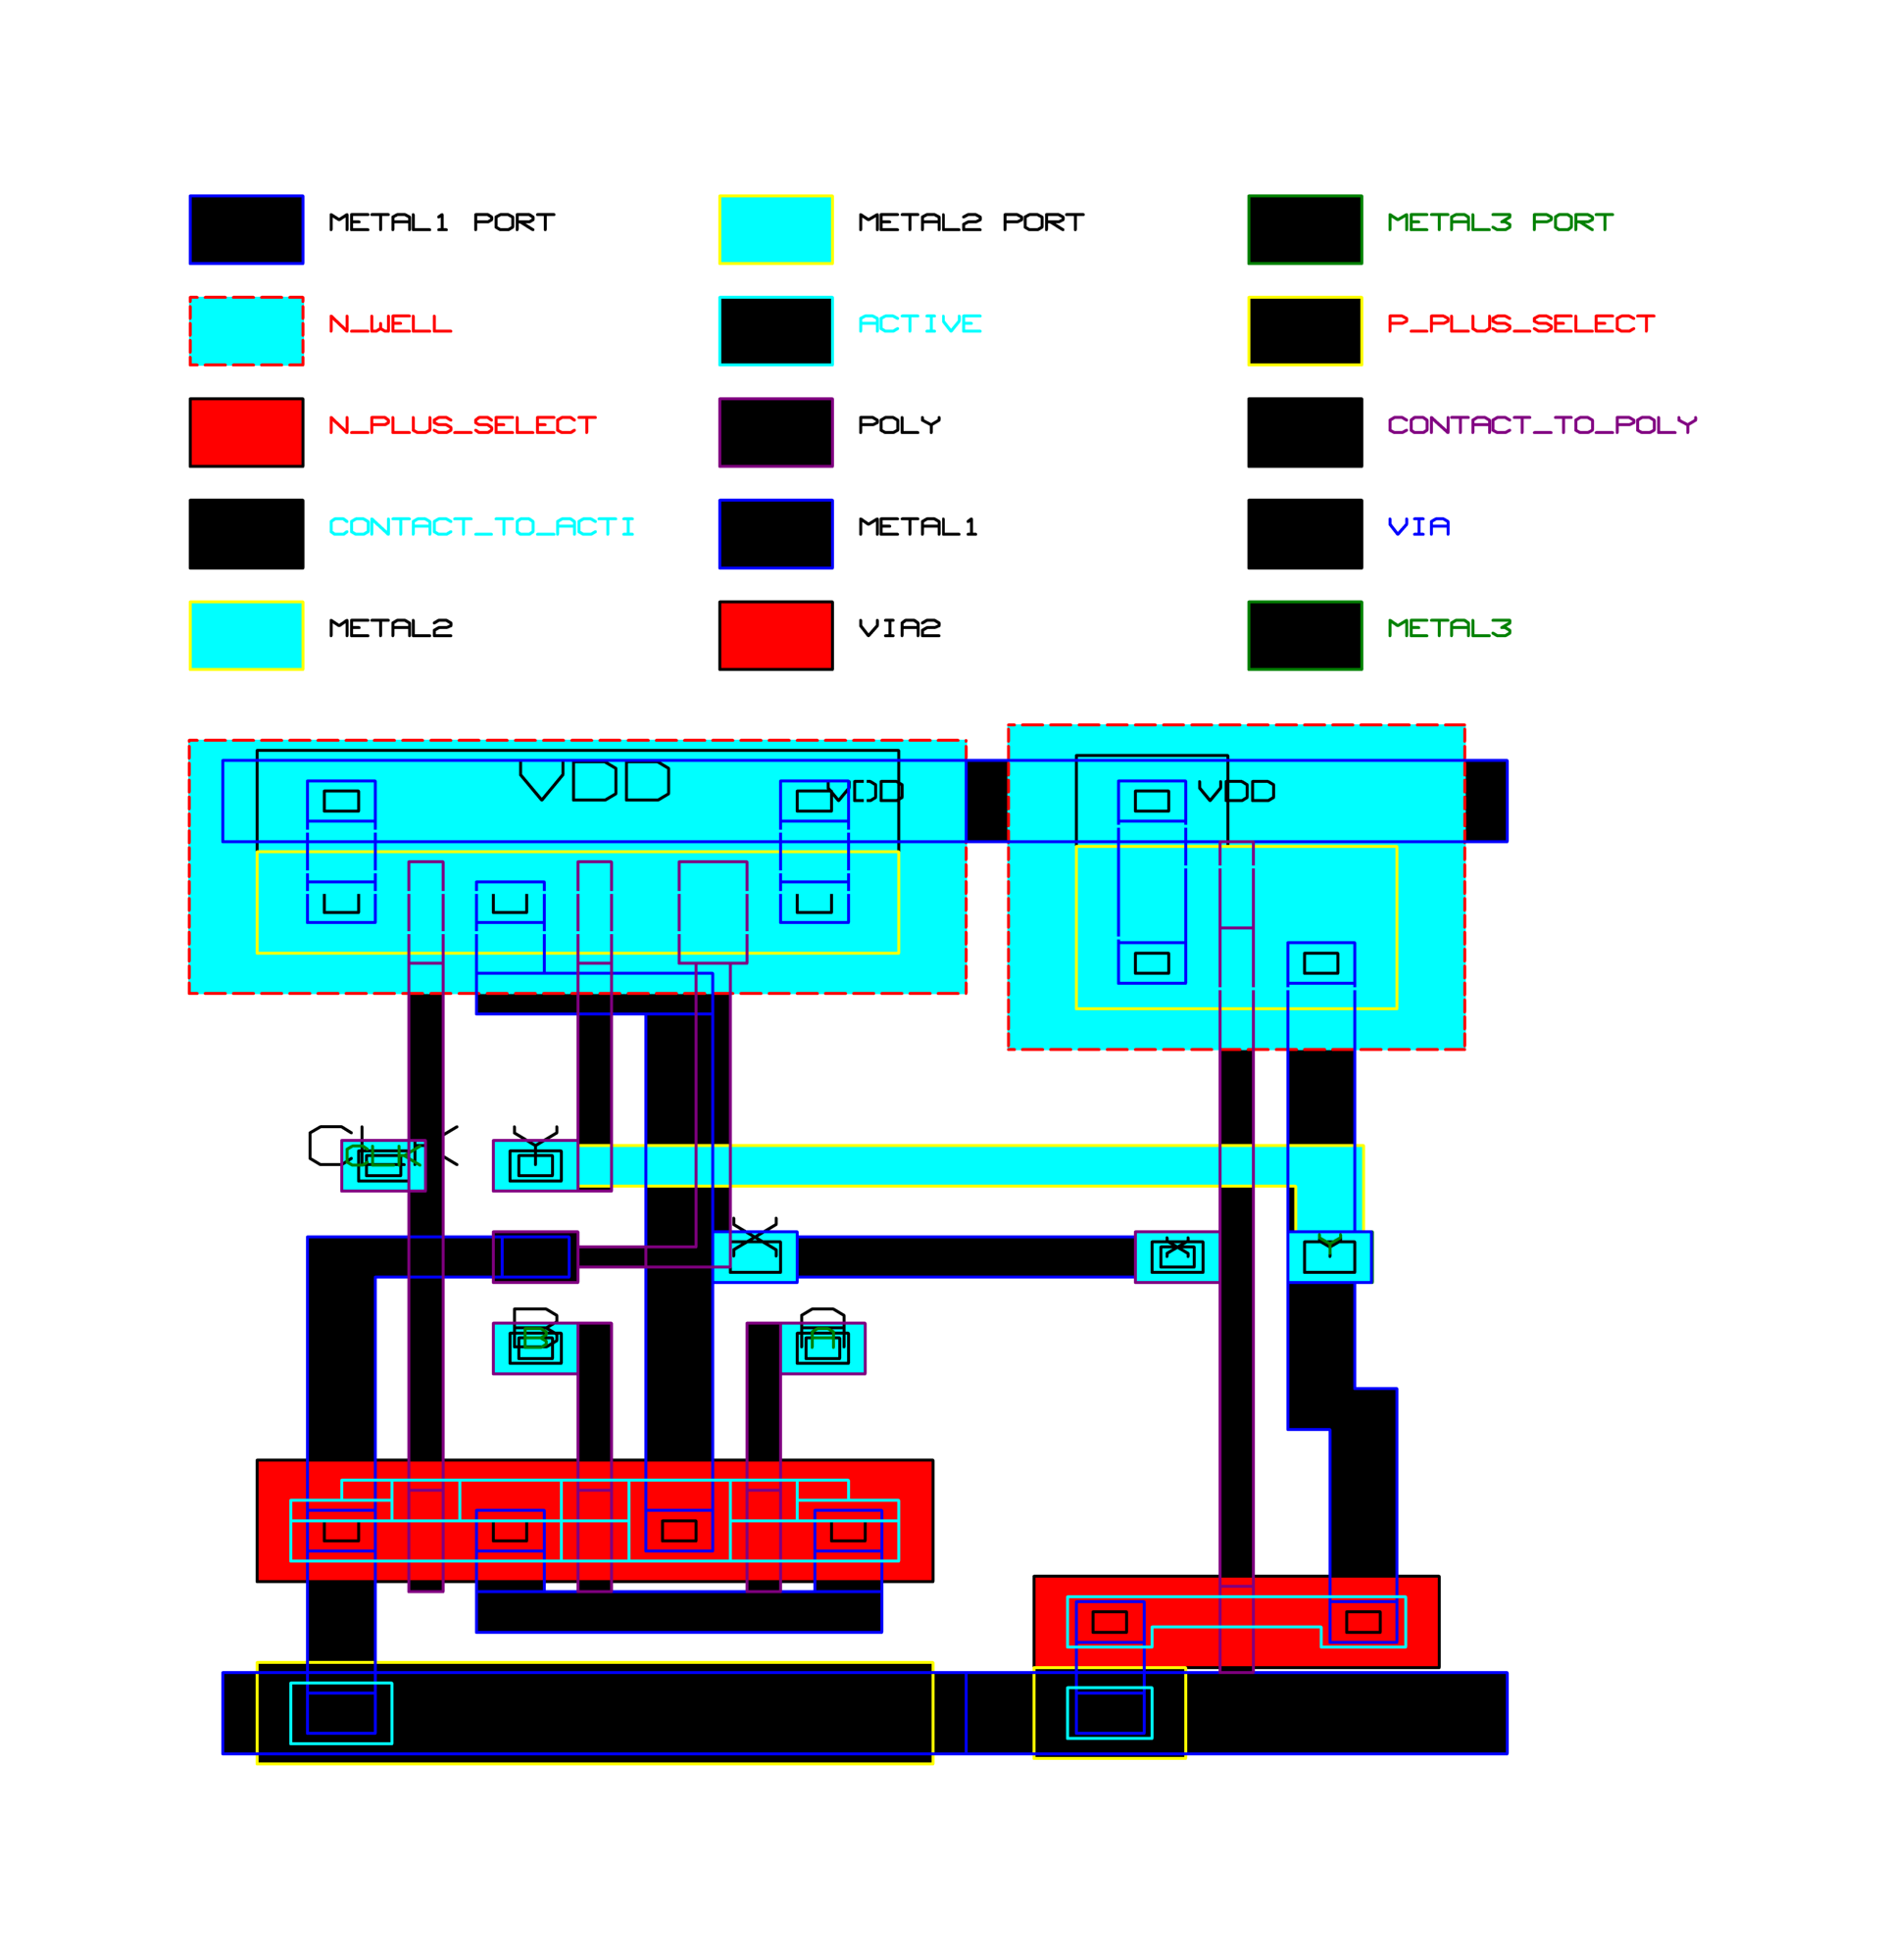 METAL1 PORT METAL2 PORT METAL3 PORT
N_WELL ACTIVE P_PLUS_SELECT
N_PLUS_SELECT POLY CONTACT_TO_POLY
CONTACT_TO_ACTI METAL1 VIA
METAL2 VIA2 METAL3
VDD VDD VDD
CLK CLK Y
X X Y
B B A A